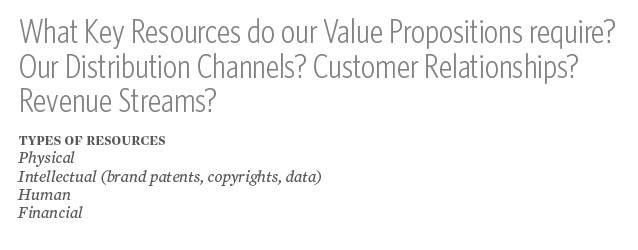 What Key Resources do our Value Propositions require?
Our Distribution Channels? Customer Relationships?
Revenue Streams?
TYPES OF RESOURCES
Physical
Intellectual (brand patents, copyrights, data)
Human
Financial